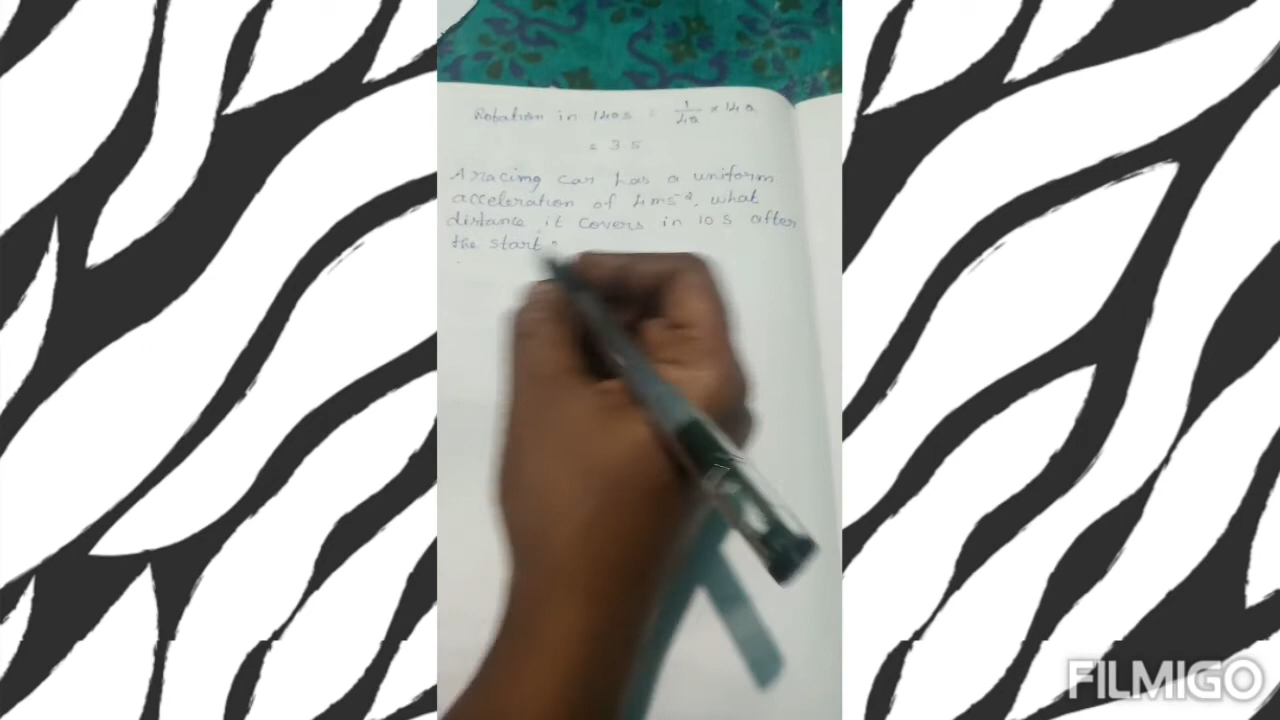 Rotation in 140s = 1/40 × 140
= 3.5
A racing car has a uniform
acceleration of 4ms⁻², what
distance it covers in 10 s after
the start?
FILMIGO